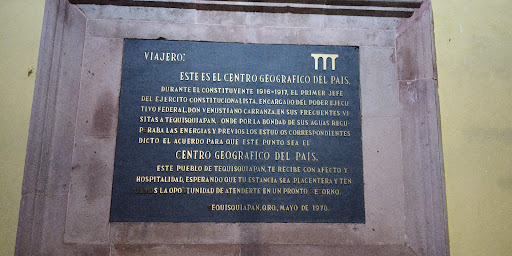 VIAJERO:
ESTE ES EL CENTRO GEOGRAFICO DEL PAIS.
DURANTE EL CONSTITUYENTE 1916-1917, EL PRIMER JEFE
DEL EJERCITO CONSTITUCIONALISTA, ENCARGADO DEL PODER EJECU
TIVO FEDERAL, DON VENUSTIANO CARRANZA, EN SUS FRECUENTES VI
SITAS A TEQUISQUIAPAN, ONDE POR LA BONDAD DE SUS AGUAS RECU
P RABA LAS ENERGIAS Y PREVIOS LOS ESTUD OS CORRESPONDIENTES
DICTO EL ACUERDO PARA QUE ESTE PUNTO SEA EL
CENTRO GEOGRAFICO DEL PAIS.
ESTE PUEBLO DE TEQUISQUIAPAN, TE RECIBE CON AFECTO Y
HOSPITALIDAD, ESPERANDO QUE TU ESTANCIA SEA PLACENTERA Y TEN
S LA OPORTUNIDAD DE ATENDERTE EN UN PRONTO RETORNO.
EQUISQUIAPAN, QRO., MAYO DE 1970.